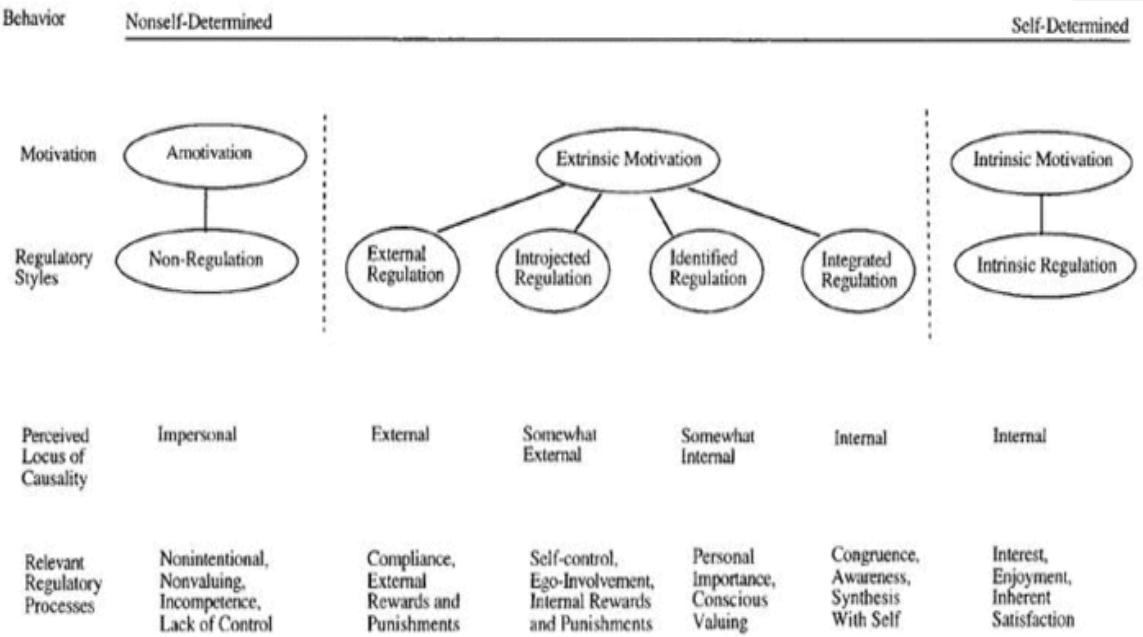 Behavior
Nonself-Determined
Self-Determined
Motivation
Amotivation
Extrinsic Motivation
Intrinsic Motivation
Regulatory
Styles
Non-Regulation
External
Regulation
Introjected
Regulation
Identified
Regulation
Integrated
Regulation
Intrinsic Regulation
Perceived
Locus of
Causality
Impersonal
External
Somewhat
External
Somewhat
Internal
Internal
Internal
Relevant
Regulatory
Processes
Nonintentional,
Nonvaluing,
Incompetence,
Lack of Control
Compliance,
External
Rewards and
Punishments
Self-control,
Ego-Involvement,
Internal Rewards
and Punishments
Personal
Importance,
Conscious
Valuing
Congruence,
Awareness,
Synthesis
With Self
Interest,
Enjoyment,
Inherent
Satisfaction